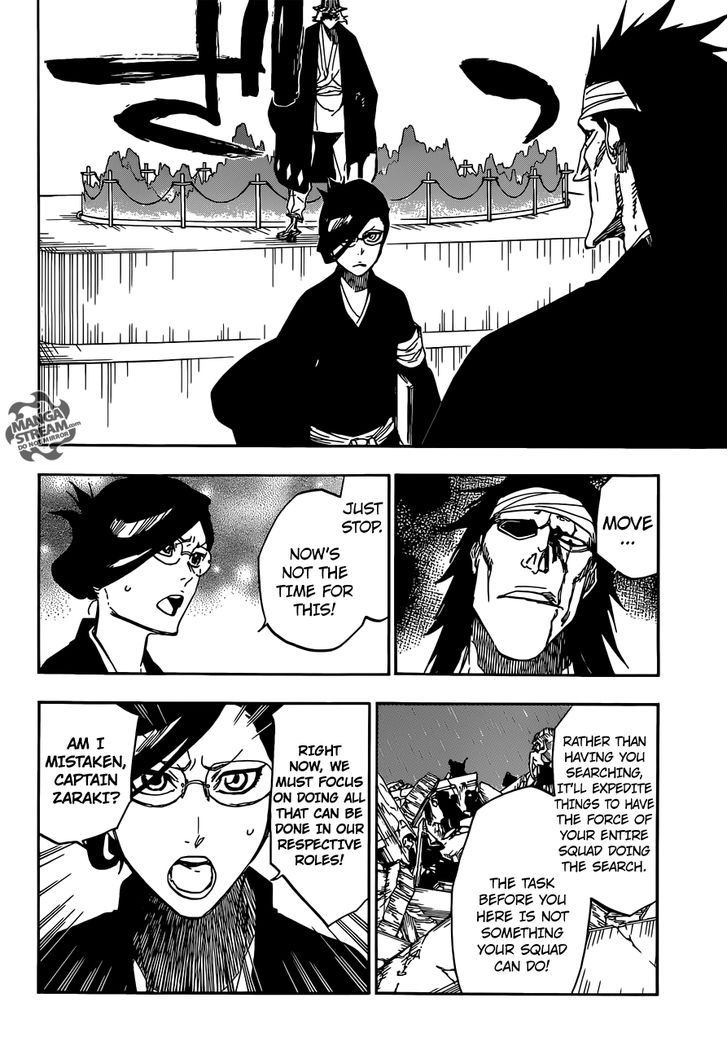 ざっ
MANGA
STREAM.com
DO NOT MIRROR
MOVE
...
JUST
STOP.
NOW'S
NOT THE
TIME FOR
THIS!
RATHER THAN
HAVING YOU
SEARCHING,
IT'LL EXPEDITE
THINGS TO HAVE
THE FORCE OF
YOUR ENTIRE
SQUAD DOING
THE SEARCH.
THE TASK
BEFORE YOU
HERE IS NOT
SOMETHING
YOUR SQUAD
CAN DO!
RIGHT
NOW, WE
MUST FOCUS
ON DOING ALL
THAT CAN BE
DONE IN OUR
RESPECTIVE
ROLES!
AM I
MISTAKEN,
CAPTAIN
ZARAKI?